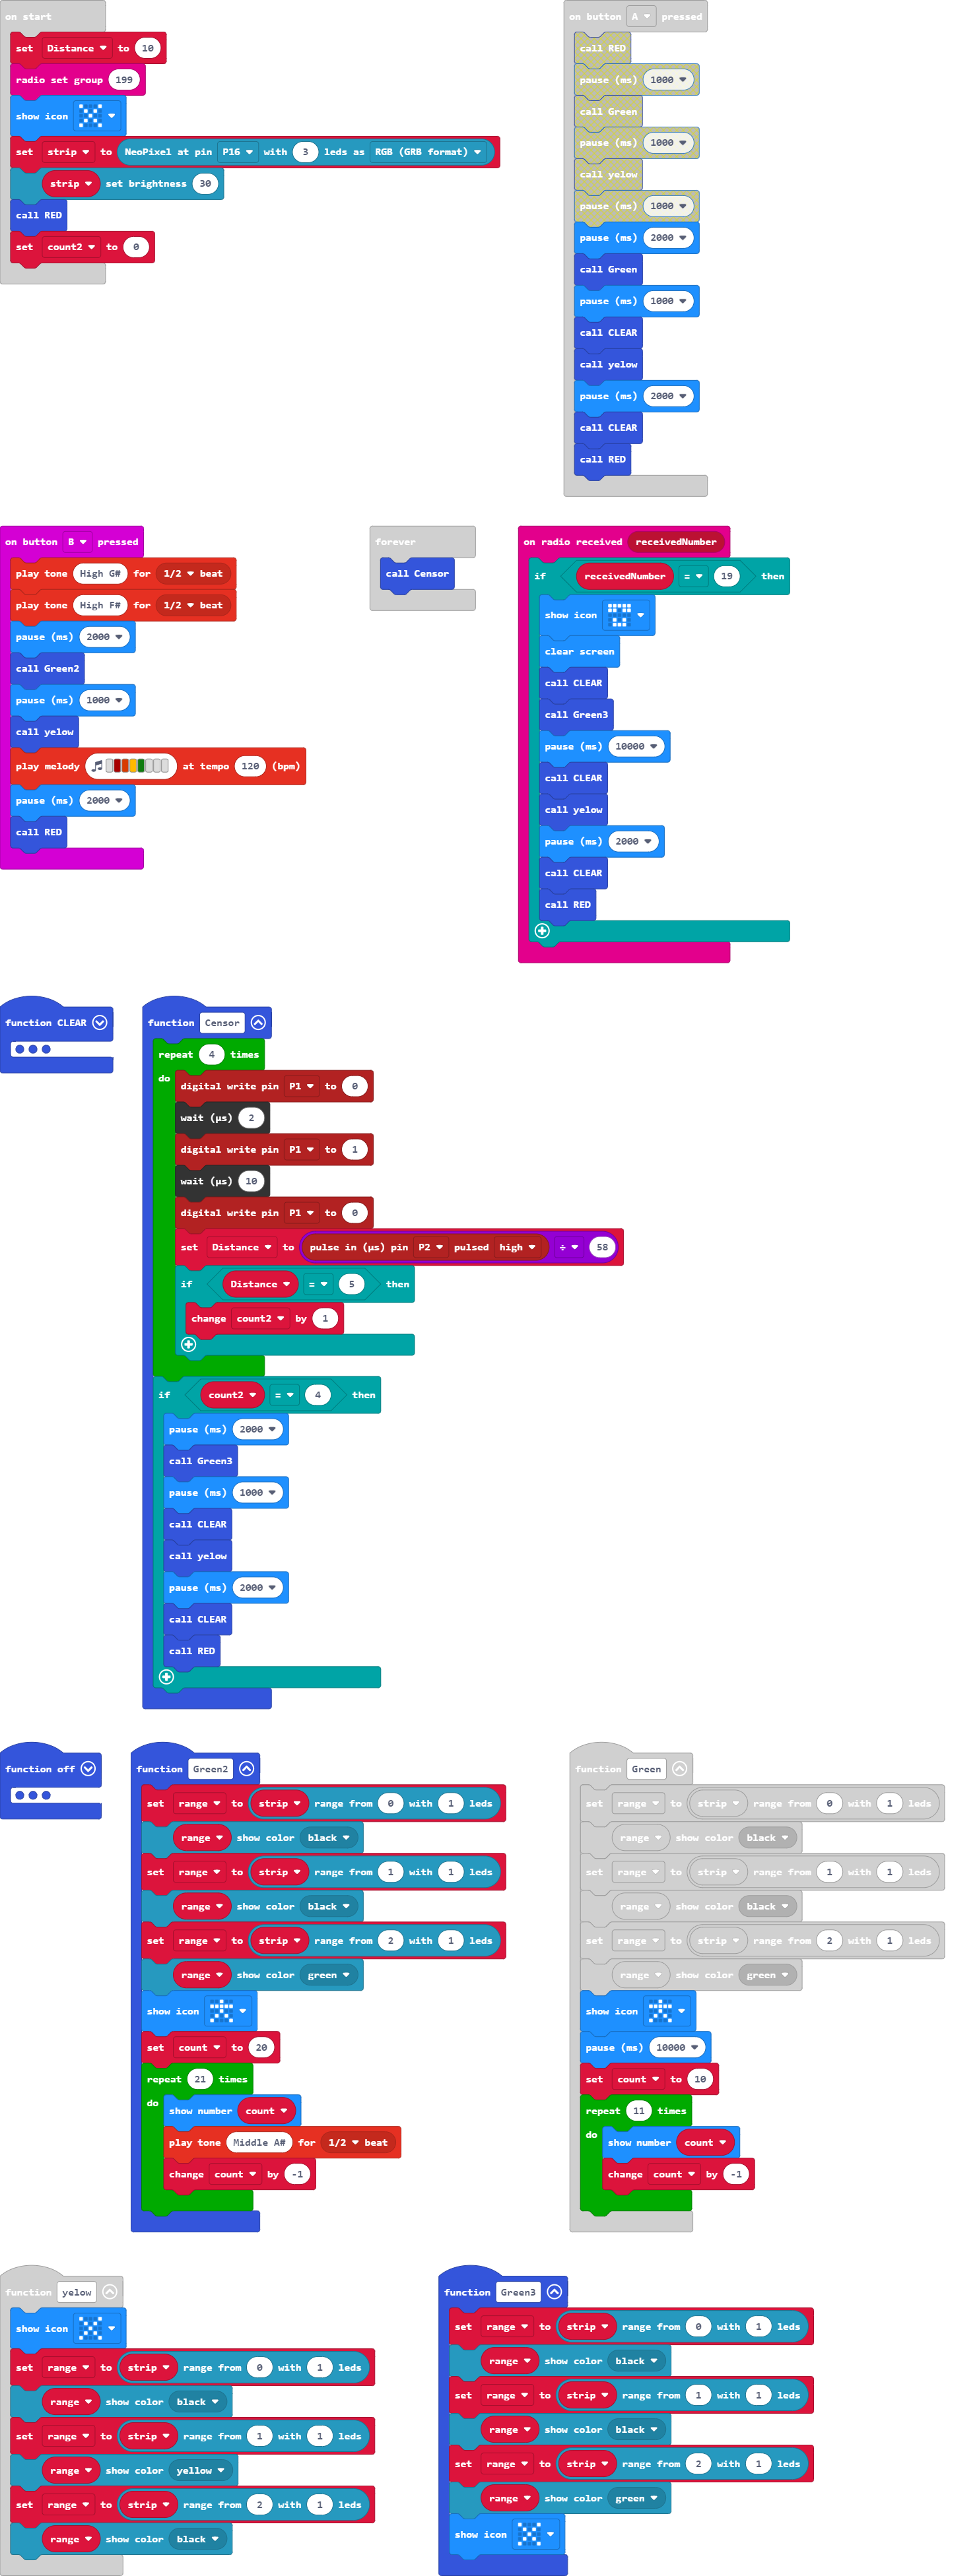 on start
set Distance to 10
radio set group 199
show icon
set strip to NeoPixel at pin P16 with 3 leds as RGB (GRB format)
strip set brightness 30
call RED
set count2 to 0
on button A pressed
call RED
pause (ms) 1000
call Green
pause (ms) 1000
call yelow
pause (ms) 1000
pause (ms) 2000
call Green
pause (ms) 1000
call CLEAR
call yelow
pause (ms) 2000
call CLEAR
call RED
on button B pressed
play tone High G# for 1/2 beat
play tone High F# for 1/2 beat
pause (ms) 2000
call Green2
pause (ms) 1000
call yelow
play melody at tempo 120 (bpm)
pause (ms) 2000
call RED
forever
call Censor
on radio received receivedNumber
if receivedNumber = 19 then
show icon
clear screen
call CLEAR
call Green3
pause (ms) 10000
call CLEAR
call yelow
pause (ms) 2000
call CLEAR
call RED
function CLEAR
function Censor
repeat 4 times
do
digital write pin P1 to 0
wait (µs) 2
digital write pin P1 to 1
wait (µs) 10
digital write pin P1 to 0
set Distance to pulse in (µs) pin P2 pulsed high ÷ 58
if Distance = 5 then
change count2 by 1
if count2 = 4 then
pause (ms) 2000
call Green3
pause (ms) 1000
call CLEAR
call yelow
pause (ms) 2000
call CLEAR
call RED
function off
function Green2
set range to strip range from 0 with 1 leds
range show color black
set range to strip range from 1 with 1 leds
range show color black
set range to strip range from 2 with 1 leds
range show color green
show icon
set count to 20
repeat 21 times
do
show number count
play tone Middle A# for 1/2 beat
change count by -1
function Green
set range to strip range from 0 with 1 leds
range show color black
set range to strip range from 1 with 1 leds
range show color black
set range to strip range from 2 with 1 leds
range show color green
show icon
pause (ms) 10000
set count to 10
repeat 11 times
do
show number count
change count by -1
function yelow
show icon
set range to strip range from 0 with 1 leds
range show color black
set range to strip range from 1 with 1 leds
range show color yellow
set range to strip range from 2 with 1 leds
range show color black
function Green3
set range to strip range from 0 with 1 leds
range show color black
set range to strip range from 1 with 1 leds
range show color black
set range to strip range from 2 with 1 leds
range show color green
show icon